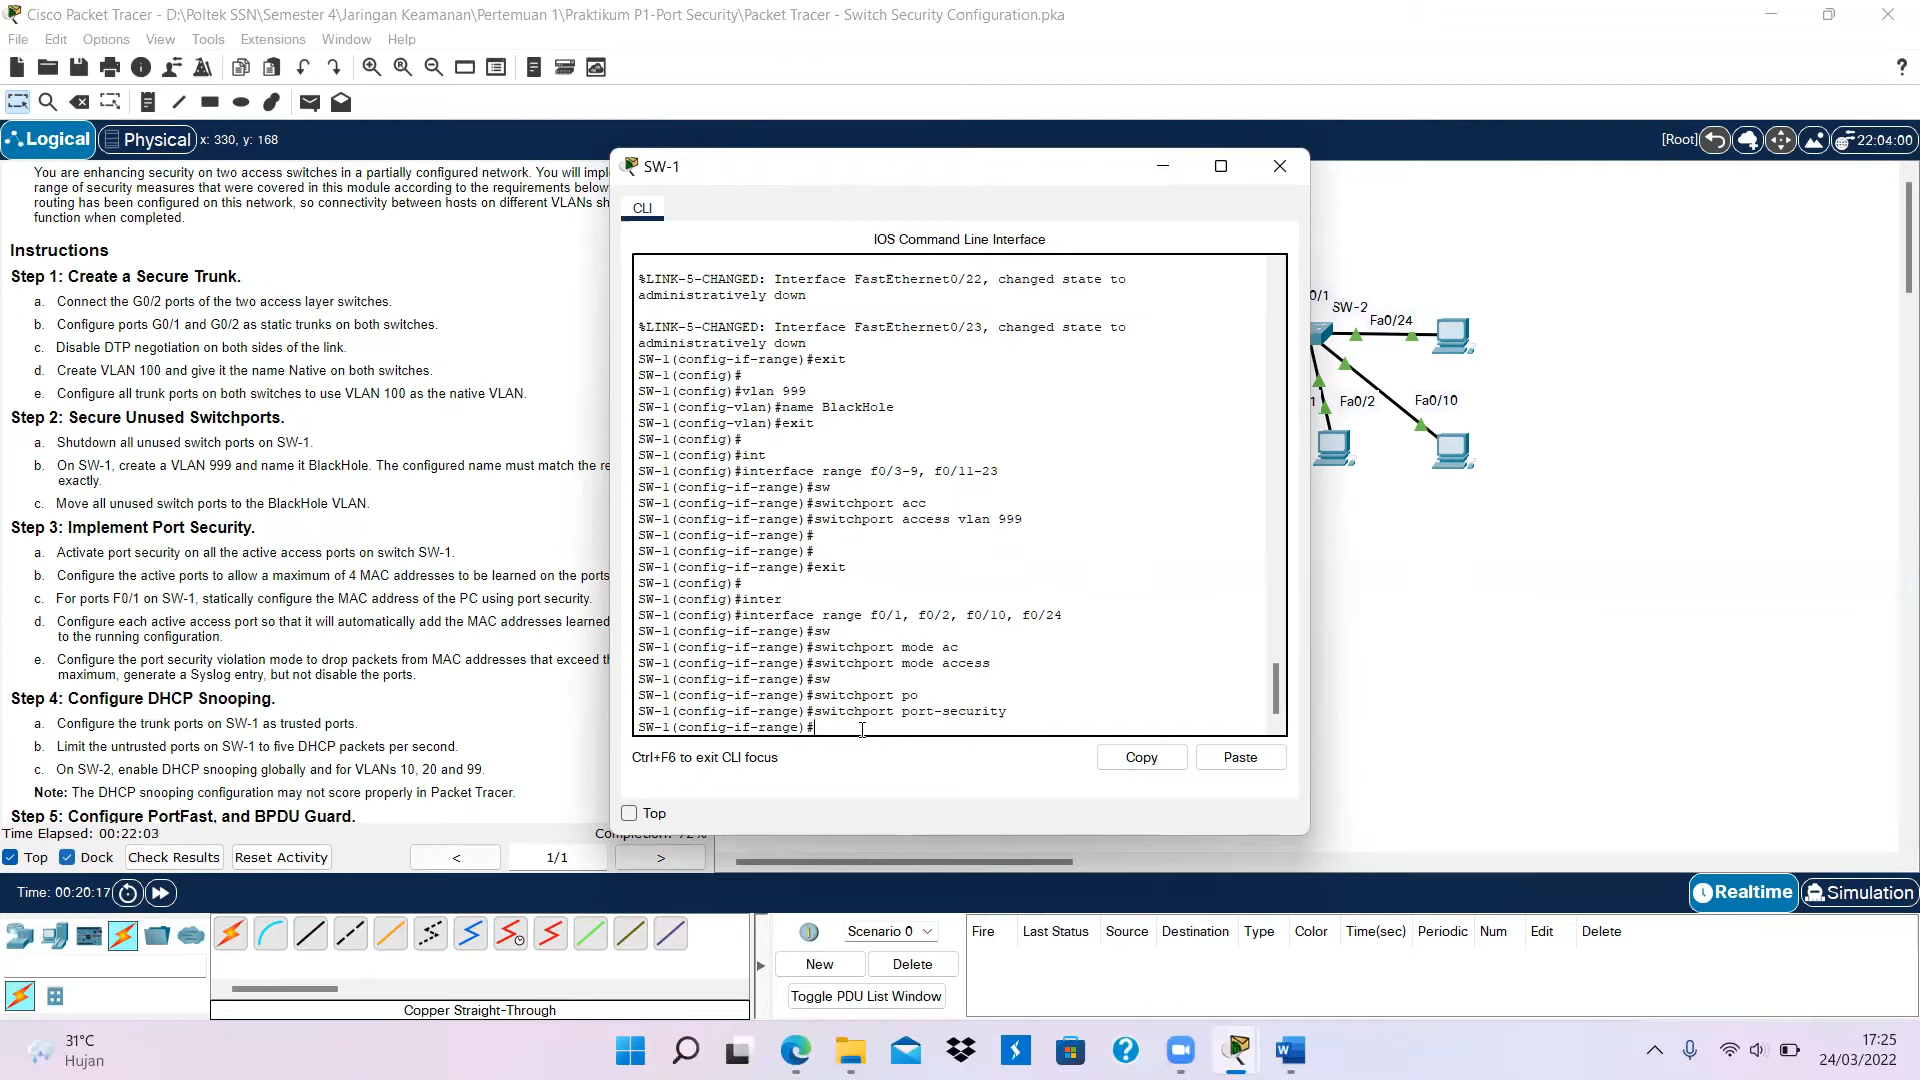 Cisco Packet Tracer - D:\Poltek SSN\Semester 4\Jaringan Keamanan\Pertemuan 1\Praktikum P1-Port Security\Packet Tracer - Switch Security Configuration.pka
File Edit Options View Tools Extensions Window Help
?
Logical Physical x: 330, y: 168 [Root] 22:04:00
You are enhancing security on two access switches in a partially configured network. You will impl
range of security measures that were covered in this module according to the requirements below
routing has been configured on this network, so connectivity between hosts on different VLANs sh
function when completed.
Instructions
Step 1: Create a Secure Trunk.
a. Connect the G0/2 ports of the two access layer switches.
b. Configure ports G0/1 and G0/2 as static trunks on both switches.
c. Disable DTP negotiation on both sides of the link.
d. Create VLAN 100 and give it the name Native on both switches.
e. Configure all trunk ports on both switches to use VLAN 100 as the native VLAN.
Step 2: Secure Unused Switchports.
a. Shutdown all unused switch ports on SW-1.
b. On SW-1, create a VLAN 999 and name it BlackHole. The configured name must match the re
exactly.
c. Move all unused switch ports to the BlackHole VLAN.
Step 3: Implement Port Security.
a. Activate port security on all the active access ports on switch SW-1.
b. Configure the active ports to allow a maximum of 4 MAC addresses to be learned on the ports
c. For ports F0/1 on SW-1, statically configure the MAC address of the PC using port security.
d. Configure each active access port so that it will automatically add the MAC addresses learned
to the running configuration.
e. Configure the port security violation mode to drop packets from MAC addresses that exceed th
maximum, generate a Syslog entry, but not disable the ports.
Step 4: Configure DHCP Snooping.
a. Configure the trunk ports on SW-1 as trusted ports.
b. Limit the untrusted ports on SW-1 to five DHCP packets per second.
c. On SW-2, enable DHCP snooping globally and for VLANs 10, 20 and 99.
Note: The DHCP snooping configuration may not score properly in Packet Tracer.
Step 5: Configure PortFast, and BPDU Guard.
Time Elapsed: 00:22:03 Completion: 72%
Top Dock Check Results Reset Activity < 1/1 >
SW-1
CLI
IOS Command Line Interface
%LINK-5-CHANGED: Interface FastEthernet0/22, changed state to
administratively down
%LINK-5-CHANGED: Interface FastEthernet0/23, changed state to
administratively down
SW-1(config-if-range)#exit
SW-1(config)#
SW-1(config)#vlan 999
SW-1(config-vlan)#name BlackHole
SW-1(config-vlan)#exit
SW-1(config)#
SW-1(config)#int
SW-1(config)#interface range f0/3-9, f0/11-23
SW-1(config-if-range)#sw
SW-1(config-if-range)#switchport acc
SW-1(config-if-range)#switchport access vlan 999
SW-1(config-if-range)#
SW-1(config-if-range)#
SW-1(config-if-range)#exit
SW-1(config)#
SW-1(config)#inter
SW-1(config)#interface range f0/1, f0/2, f0/10, f0/24
SW-1(config-if-range)#sw
SW-1(config-if-range)#switchport mode ac
SW-1(config-if-range)#switchport mode access
SW-1(config-if-range)#sw
SW-1(config-if-range)#switchport po
SW-1(config-if-range)#switchport port-security
SW-1(config-if-range)#
Ctrl+F6 to exit CLI focus Copy Paste
Top
0/1
SW-2
Fa0/24
1 Fa0/2
Fa0/10
Time: 00:20:17 Realtime Simulation
Scenario 0
New Delete
Toggle PDU List Window
Fire Last Status Source Destination Type Color Time(sec) Periodic Num Edit Delete
Copper Straight-Through
31°C
Hujan
17:25
24/03/2022